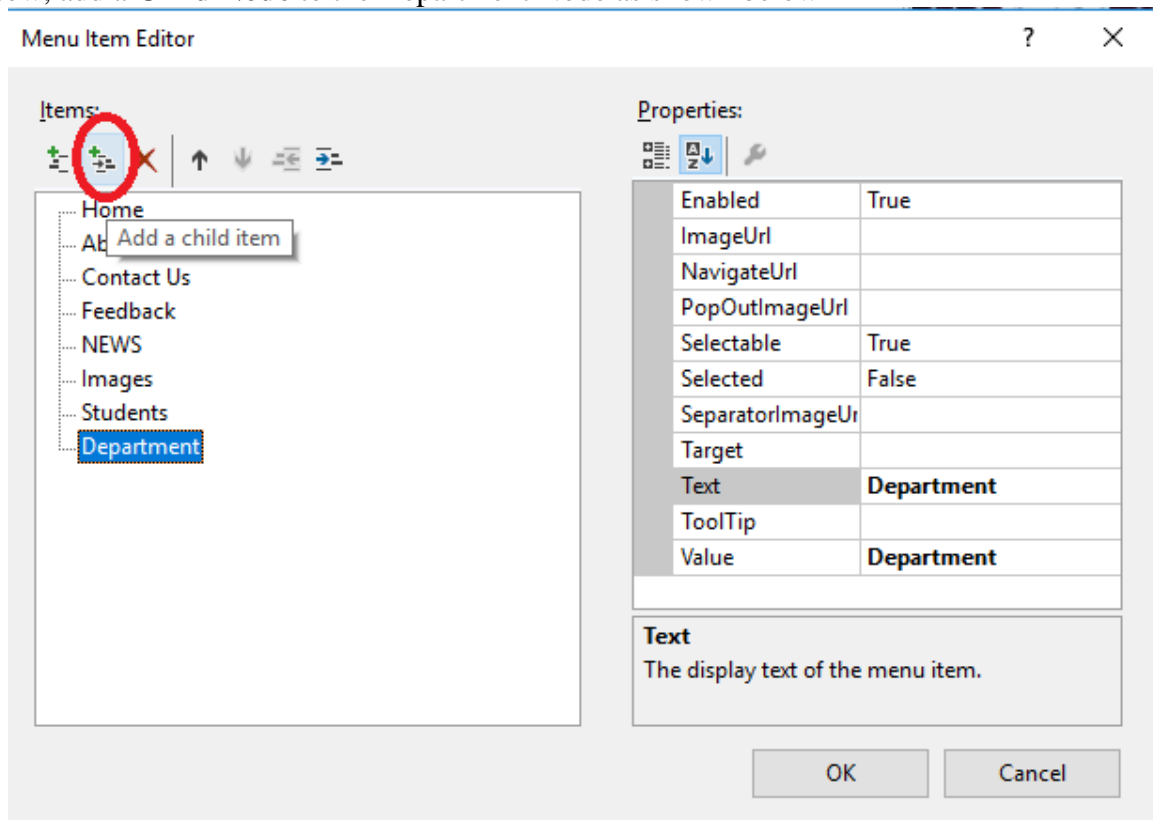 Menu Item Editor ? ×
Items:
Properties:
Home
Add a child item
Contact Us
Feedback
NEWS
Images
Students
Department
Enabled True
ImageUrl
NavigateUrl
PopOutImageUrl
Selectable True
Selected False
SeparatorImageUr
Target
Text Department
ToolTip
Value Department
Text
The display text of the menu item.
OK Cancel